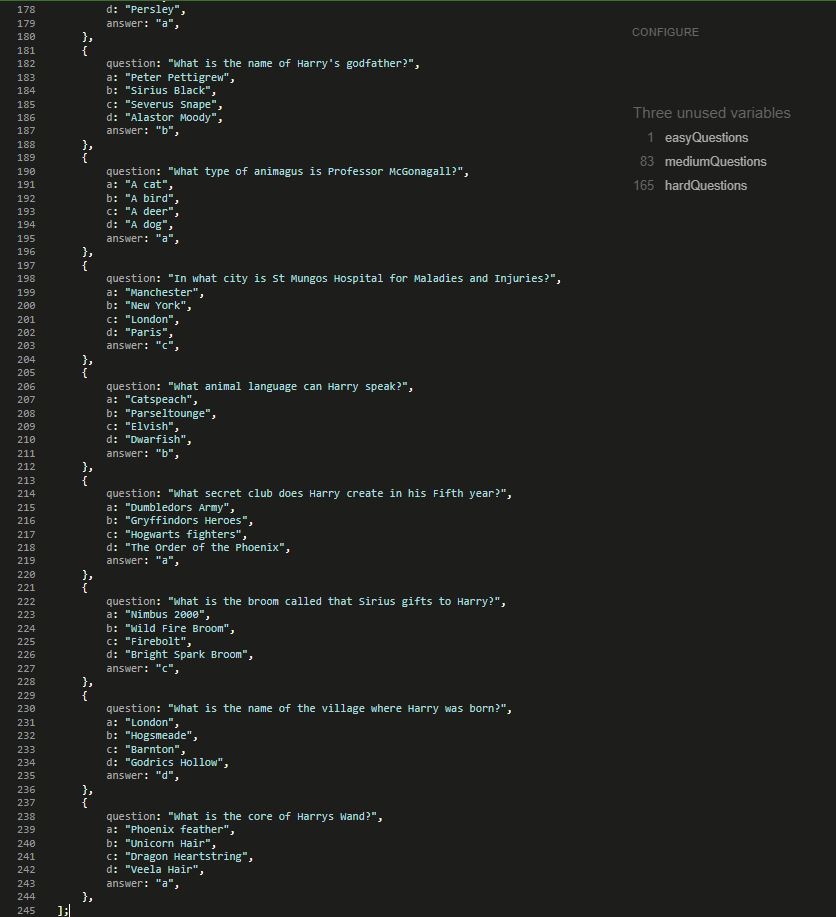 178 d: "Persley",
179 answer: "a",
180 },
181 {
182 question: "What is the name of Harry's godfather?",
183 a: "Peter Pettigrew",
184 b: "Sirius Black",
185 c: "Severus Snape",
186 d: "Alastor Moody",
187 answer: "b",
188 },
189 {
190 question: "What type of animagus is Professor McGonagall?",
191 a: "A cat",
192 b: "A bird",
193 c: "A deer",
194 d: "A dog",
195 answer: "a",
196 },
197 {
198 question: "In what city is St Mungos Hospital for Maladies and Injuries?",
199 a: "Manchester",
200 b: "New York",
201 c: "London",
202 d: "Paris",
203 answer: "c",
204 },
205 {
206 question: "What animal language can Harry speak?",
207 a: "Catspeach",
208 b: "Parseltounge",
209 c: "Elvish",
210 d: "Dwarfish",
211 answer: "b",
212 },
213 {
214 question: "What secret club does Harry create in his Fifth year?",
215 a: "Dumbledors Army",
216 b: "Gryffindors Heroes",
217 c: "Hogwarts fighters",
218 d: "The Order of the Phoenix",
219 answer: "a",
220 },
221 {
222 question: "What is the broom called that Sirius gifts to Harry?",
223 a: "Nimbus 2000",
224 b: "Wild Fire Broom",
225 c: "Firebolt",
226 d: "Bright Spark Broom",
227 answer: "c",
228 },
229 {
230 question: "What is the name of the village where Harry was born?",
231 a: "London",
232 b: "Hogsmeade",
233 c: "Barnton",
234 d: "Godrics Hollow",
235 answer: "d",
236 },
237 {
238 question: "What is the core of Harrys Wand?",
239 a: "Phoenix feather",
240 b: "Unicorn Hair",
241 c: "Dragon Heartstring",
242 d: "Veela Hair",
243 answer: "a",
244 },
245 ];
CONFIGURE
Three unused variables
1 easyQuestions
83 mediumQuestions
165 hardQuestions